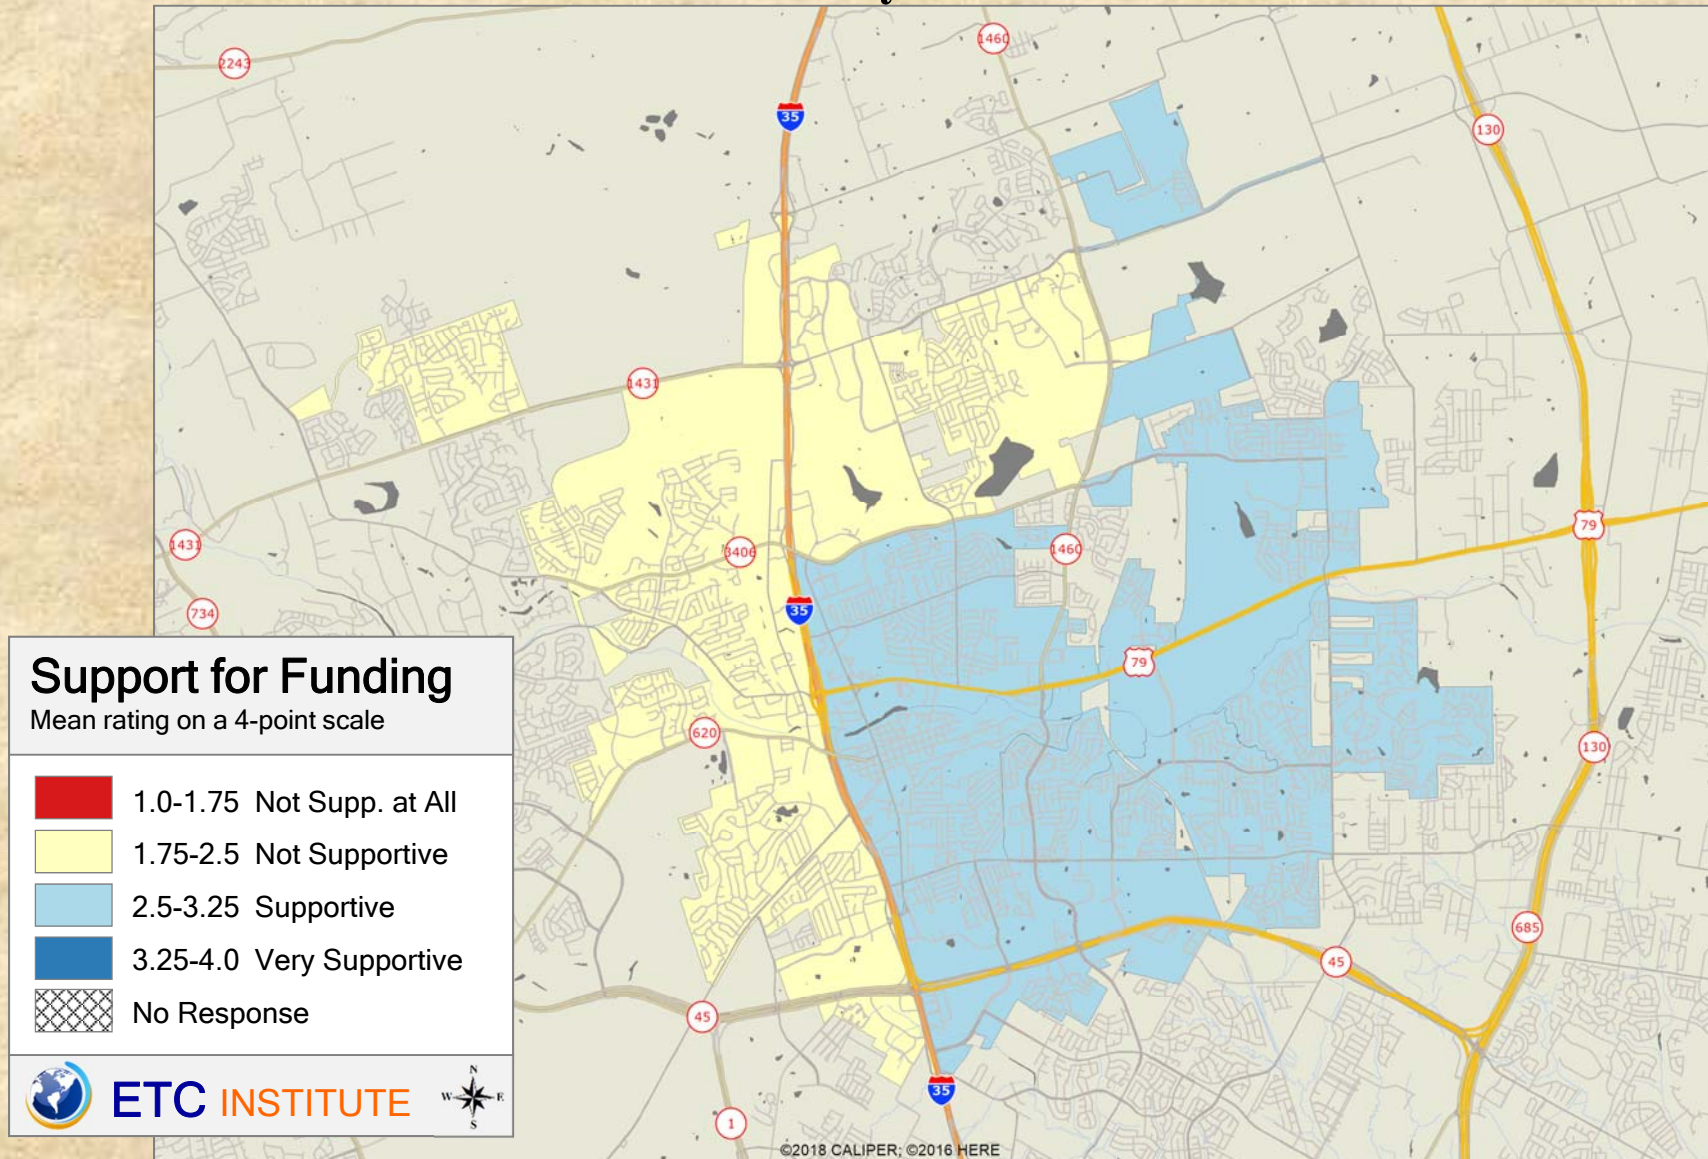 2243
1460
35
130
1431
79
1431
3406
1460
35
734
79
620
130
685
45
45
35
1
Support for Funding
Mean rating on a 4-point scale
1.0-1.75 Not Supp. at All
1.75-2.5 Not Supportive
2.5-3.25 Supportive
3.25-4.0 Very Supportive
No Response
ETC INSTITUTE
N
W E
S
©2018 CALIPER; ©2016 HERE